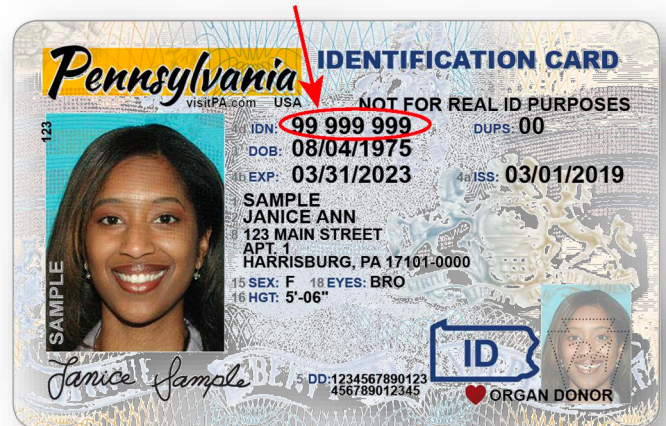 Pennsylvania
visitPA.com USA
IDENTIFICATION CARD
NOT FOR REAL ID PURPOSES
123
4d IDN: 99 999 999
DUPS: 00
3 DOB: 08/04/1975
4b EXP: 03/31/2023
4a ISS: 03/01/2019
1 SAMPLE
2 JANICE ANN
8 123 MAIN STREET
APT. 1
HARRISBURG, PA 17101-0000
15 SEX: F 18 EYES: BRO
16 HGT: 5'-06"
SAMPLE
Janice Sample
5 DD:1234567890123
456789012345
ID
ORGAN DONOR